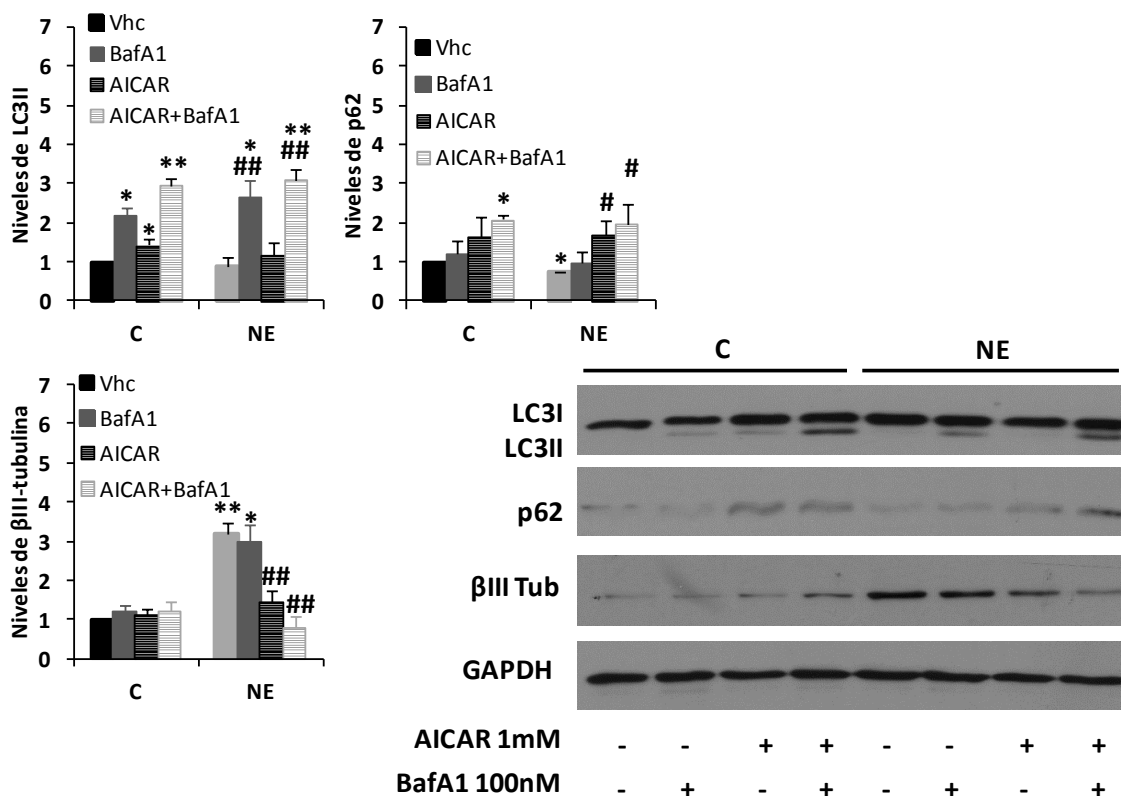 Niveles de LC3II
7
6
5
4
3
2
1
0
Vhc
BafA1
AICAR
AICAR+BafA1
*
*
**
*
##
**
##
C NE
Niveles de p62
7
6
5
4
3
2
1
0
Vhc
BafA1
AICAR
AICAR+BafA1
*
*
#
#
C NE
Niveles de βIII-tubulina
7
6
5
4
3
2
1
0
Vhc
BafA1
AICAR
AICAR+BafA1
**
*
##
##
C NE
C NE
LC3I
LC3II
p62
βIII Tub
GAPDH
AICAR 1mM - - + + - - + +
BafA1 100nM - + - + - + - +